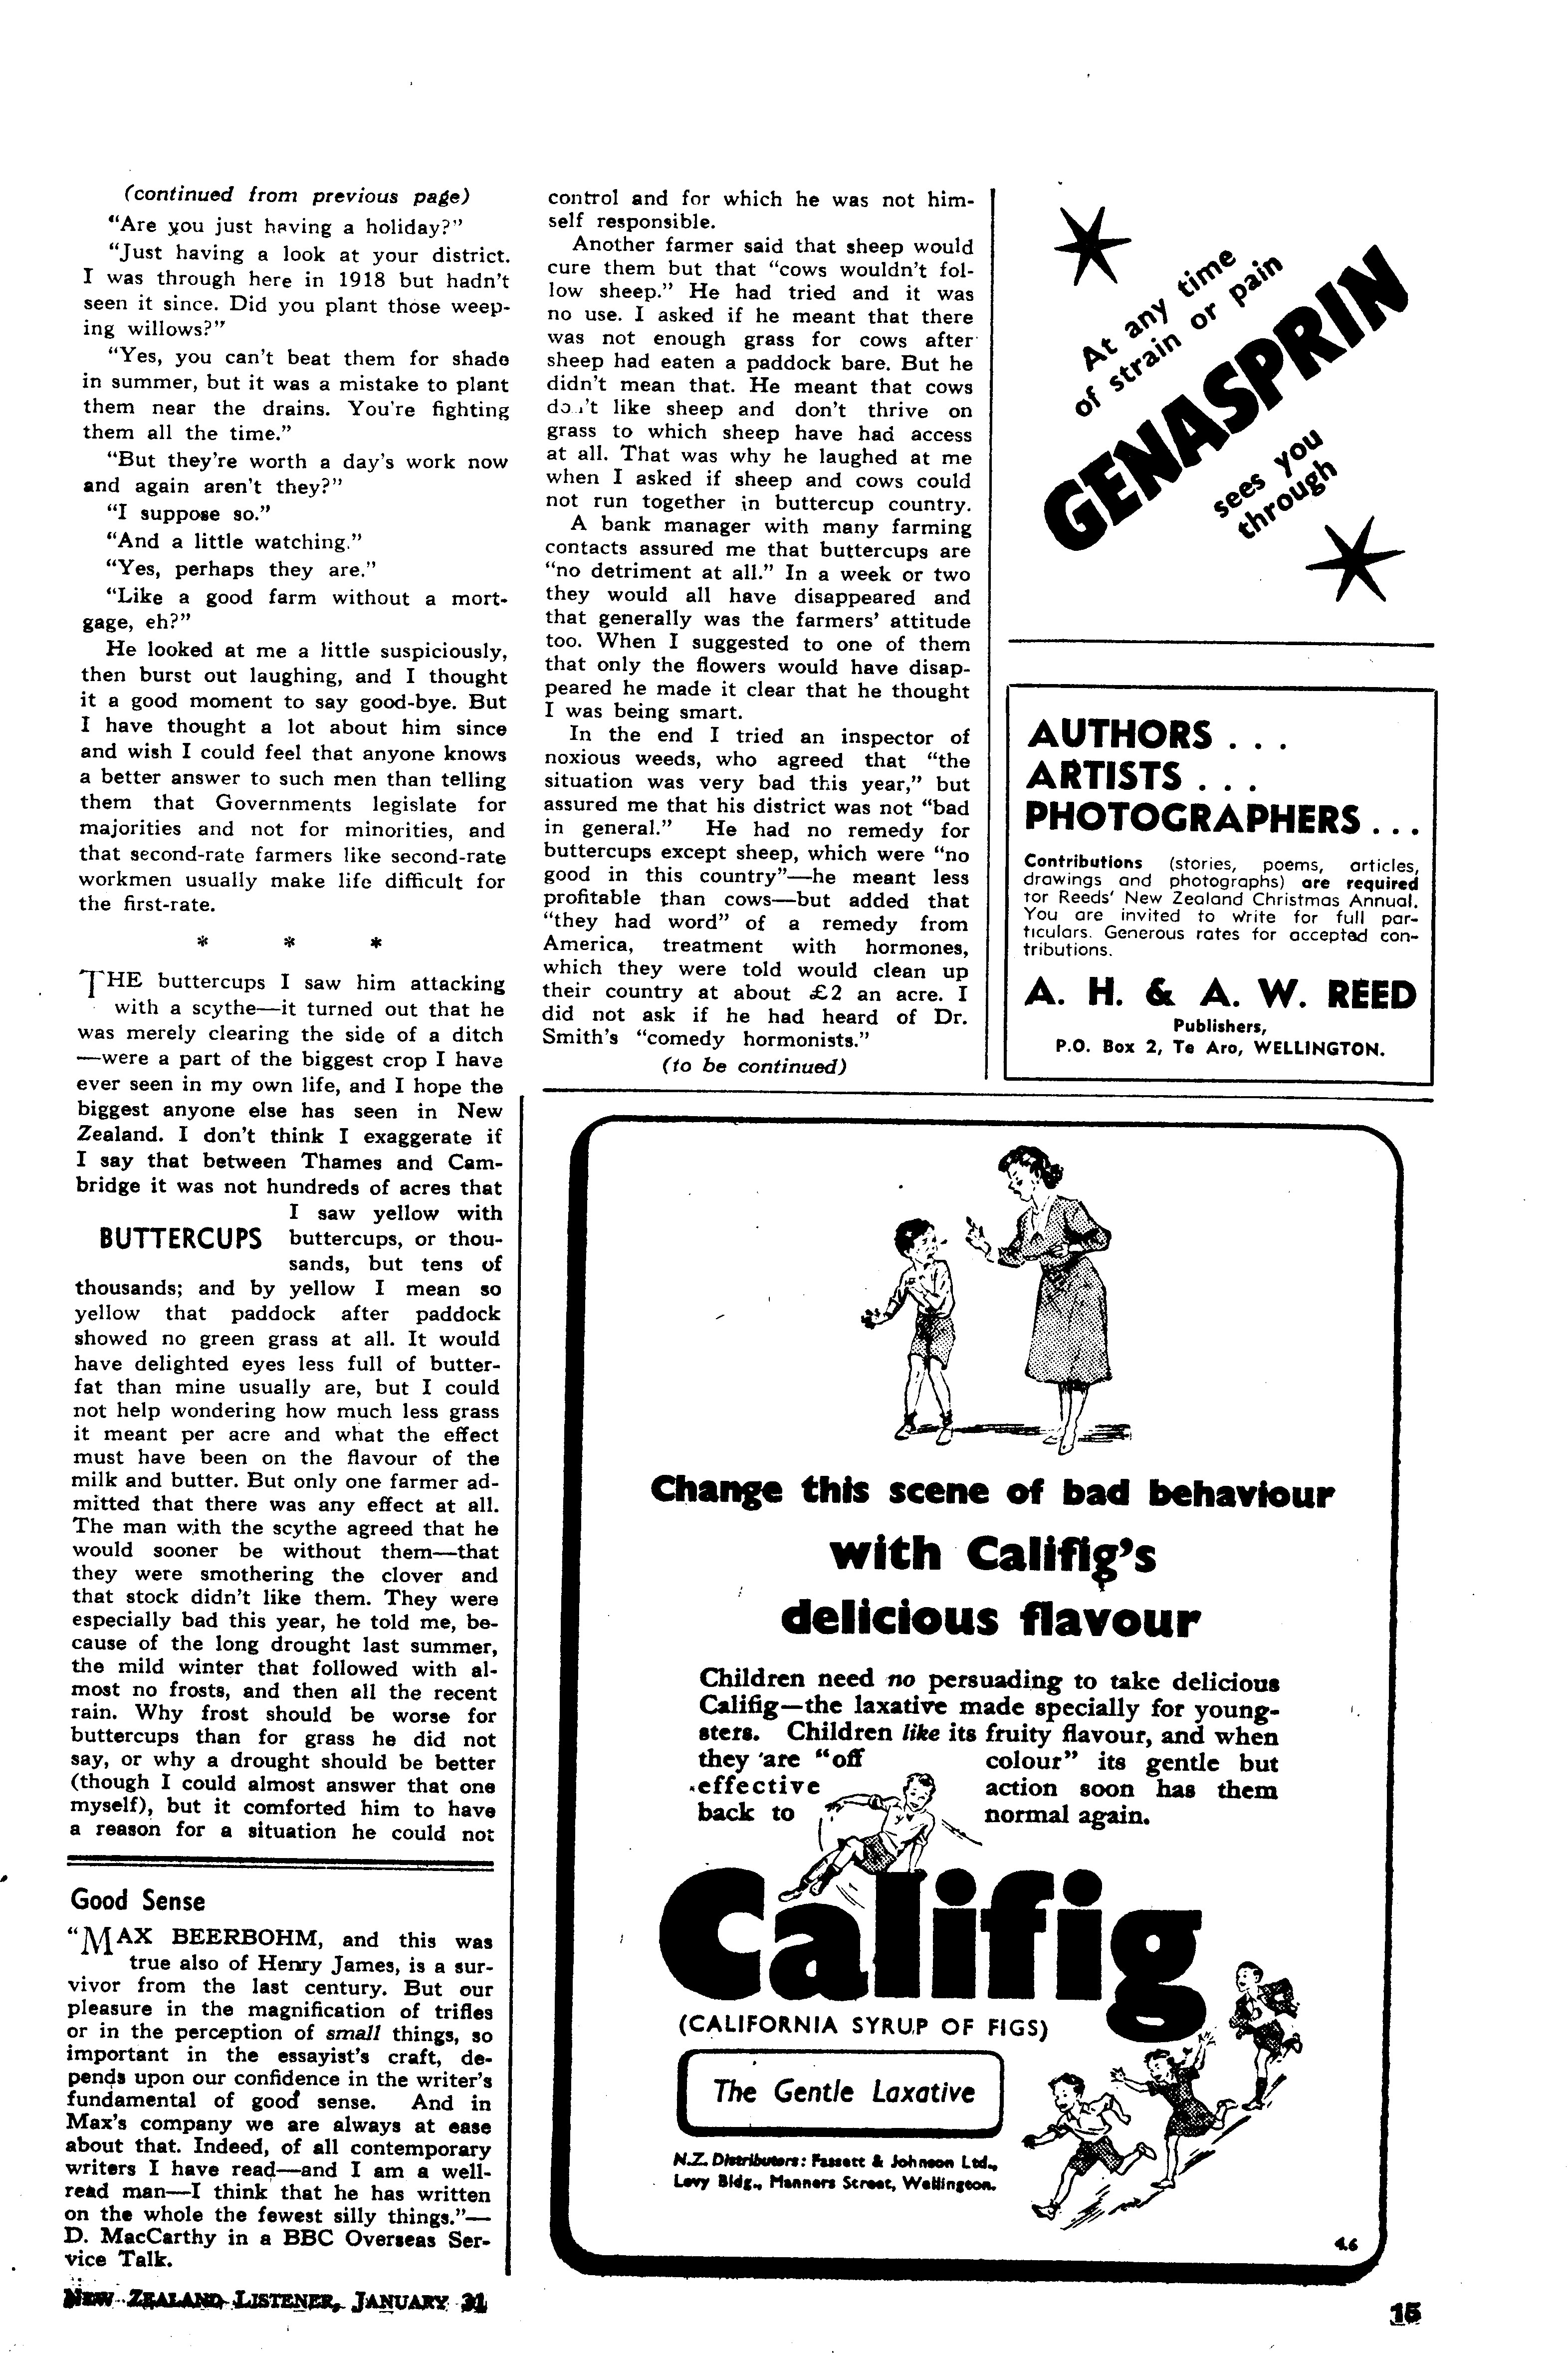 (continued from previous page)
"Are you just having a holiday?"
"Just having a look at your district.
I was through here in 1918 but hadn't
seen it since. Did you plant those weep-
ing willows?"
"Yes, you can't beat them for shade
in summer, but it was a mistake to plant
them near the drains. You're fighting
them all the time."
"But they're worth a day's work now
and again aren't they?"
"I suppose so."
"And a little watching."
"Yes, perhaps they are."
"Like a good farm without a mort-
gage, eh?"
He looked at me a little suspiciously,
then burst out laughing, and I thought
it a good moment to say good-bye. But
I have thought a lot about him since
and wish I could feel that anyone knows
a better answer to such men than telling
them that Governments legislate for
majorities and not for minorities, and
that second-rate farmers like second-rate
workmen usually make life difficult for
the first-rate.
* * *
THE buttercups I saw him attacking
with a scythe—it turned out that he
was merely clearing the side of a ditch
—were a part of the biggest crop I have
ever seen in my own life, and I hope the
biggest anyone else has seen in New
Zealand. I don't think I exaggerate if
I say that between Thames and Cam-
bridge it was not hundreds of acres that
I saw yellow with
BUTTERCUPS
buttercups, or thou-
sands, but tens of
thousands; and by yellow I mean so
yellow that paddock after paddock
showed no green grass at all. It would
have delighted eyes less full of butter-
fat than mine usually are, but I could
not help wondering how much less grass
it meant per acre and what the effect
must have been on the flavour of the
milk and butter. But only one farmer ad-
mitted that there was any effect at all.
The man with the scythe agreed that he
would sooner be without them—that
they were smothering the clover and
that stock didn't like them. They were
especially bad this year, he told me, be-
cause of the long drought last summer,
the mild winter that followed with al-
most no frosts, and then all the recent
rain. Why frost should be worse for
buttercups than for grass he did not
say, or why a drought should be better
(though I could almost answer that one
myself), but it comforted him to have
a reason for a situation he could not
control and for which he was not him-
self responsible.
Another farmer said that sheep would
cure them but that "cows wouldn't fol-
low sheep." He had tried and it was
no use. I asked if he meant that there
was not enough grass for cows after
sheep had eaten a paddock bare. But he
didn't mean that. He meant that cows
don't like sheep and don't thrive on
grass to which sheep have had access
at all. That was why he laughed at me
when I asked if sheep and cows could
not run together in buttercup country.
A bank manager with many farming
contacts assured me that buttercups are
"no detriment at all." In a week or two
they would all have disappeared and
that generally was the farmers' attitude
too. When I suggested to one of them
that only the flowers would have disap-
peared he made it clear that he thought
I was being smart.
In the end I tried an inspector of
noxious weeds, who agreed that "the
situation was very bad this year," but
assured me that his district was not "bad
in general." He had no remedy for
buttercups except sheep, which were "no
good in this country"—he meant less
profitable than cows—but added that
"they had word" of a remedy from
America, treatment with hormones,
which they were told would clean up
their country at about £2 an acre. I
did not ask if he had heard of Dr.
Smith's "comedy hormonists."
(to be continued)
Good Sense
"MAX BEERBOHM, and this was
true also of Henry James, is a sur-
vivor from the last century. But our
pleasure in the magnification of trifles
or in the perception of small things, so
important in the essayist's craft, de-
pends upon our confidence in the writer's
fundamental of good sense. And in
Max's company we are always at ease
about that. Indeed, of all contemporary
writers I have read—and I am a well-
read man—I think that he has written
on the whole the fewest silly things."—
D. MacCarthy in a BBC Overseas Ser-
vice Talk.
At any time
of strain or pain
GENASPRIN
sees you
through
AUTHORS . . .
ARTISTS . . .
PHOTOGRAPHERS . . .
Contributions (stories, poems, articles,
drawings and photographs) are required
for Reeds' New Zealand Christmas Annual.
You are invited to write for full par-
ticulars. Generous rates for accepted con-
tributions.
A. H. & A. W. REED
Publishers,
P.O. Box 2, Te Aro, WELLINGTON.
Change this scene of bad behaviour
with Califig's
delicious flavour
Children need no persuading to take delicious
Califig—the laxative made specially for young-
sters. Children like its fruity flavour, and when
they are "off colour" its gentle but
effective action soon has them
back to normal again.
Califig
(CALIFORNIA SYRUP OF FIGS)
The Gentle Laxative
N.Z. Distributors: Fassett & Johnson Ltd.,
Levy Bldg., Manners Street, Wellington.
4.6
NEW ZEALAND LISTENER, JANUARY 31
15